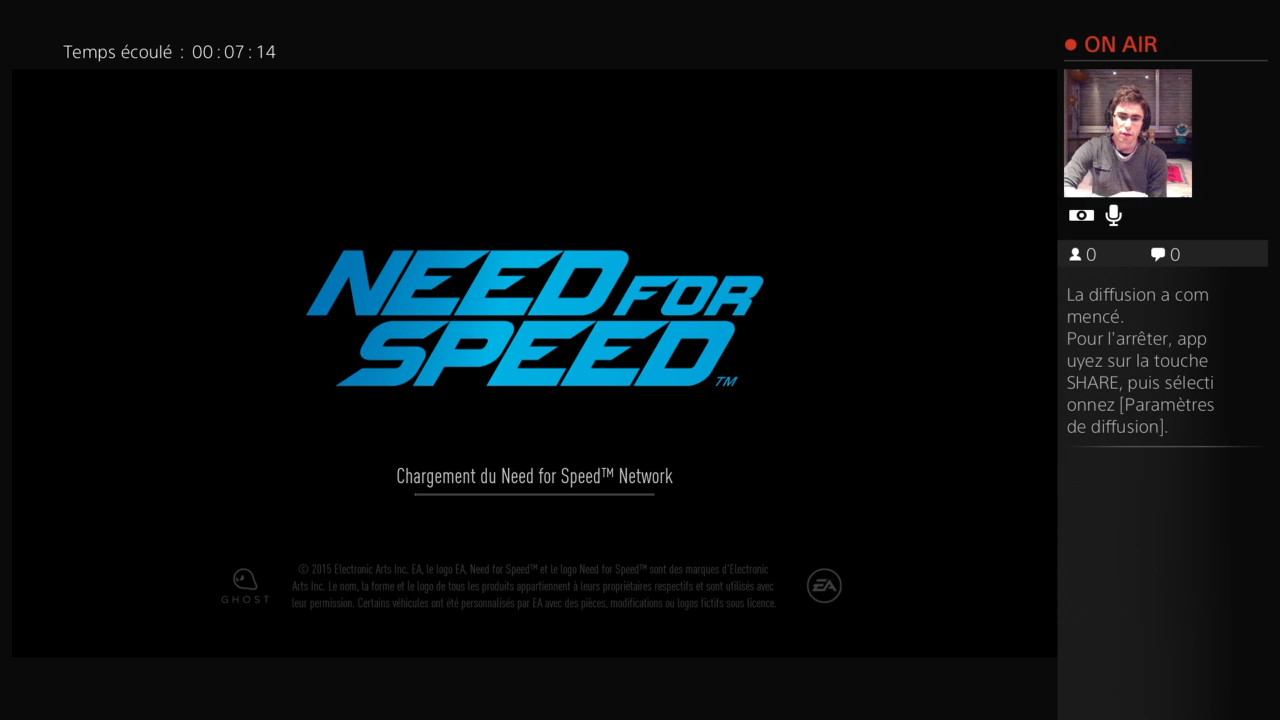 Temps écoulé : 00:07:14
ON AIR
0
0
La diffusion a com
mencé.
Pour l'arrêter, app
uyez sur la touche
SHARE, puis sélecti
onnez [Paramètres
de diffusion].
NEED FOR
SPEED™
Chargement du Need for Speed™ Network
GHOST
© 2015 Electronic Arts Inc. EA, le logo EA, Need for Speed™ et le logo Need for Speed™ sont des marques d'Electronic
Arts Inc. Le nom, la forme et le logo de tous les produits appartiennent à leurs propriétaires respectifs et sont utilisés avec
leur permission. Certains véhicules ont été personnalisés par EA avec des pièces, modifications ou logos fictifs sous licence.
EA